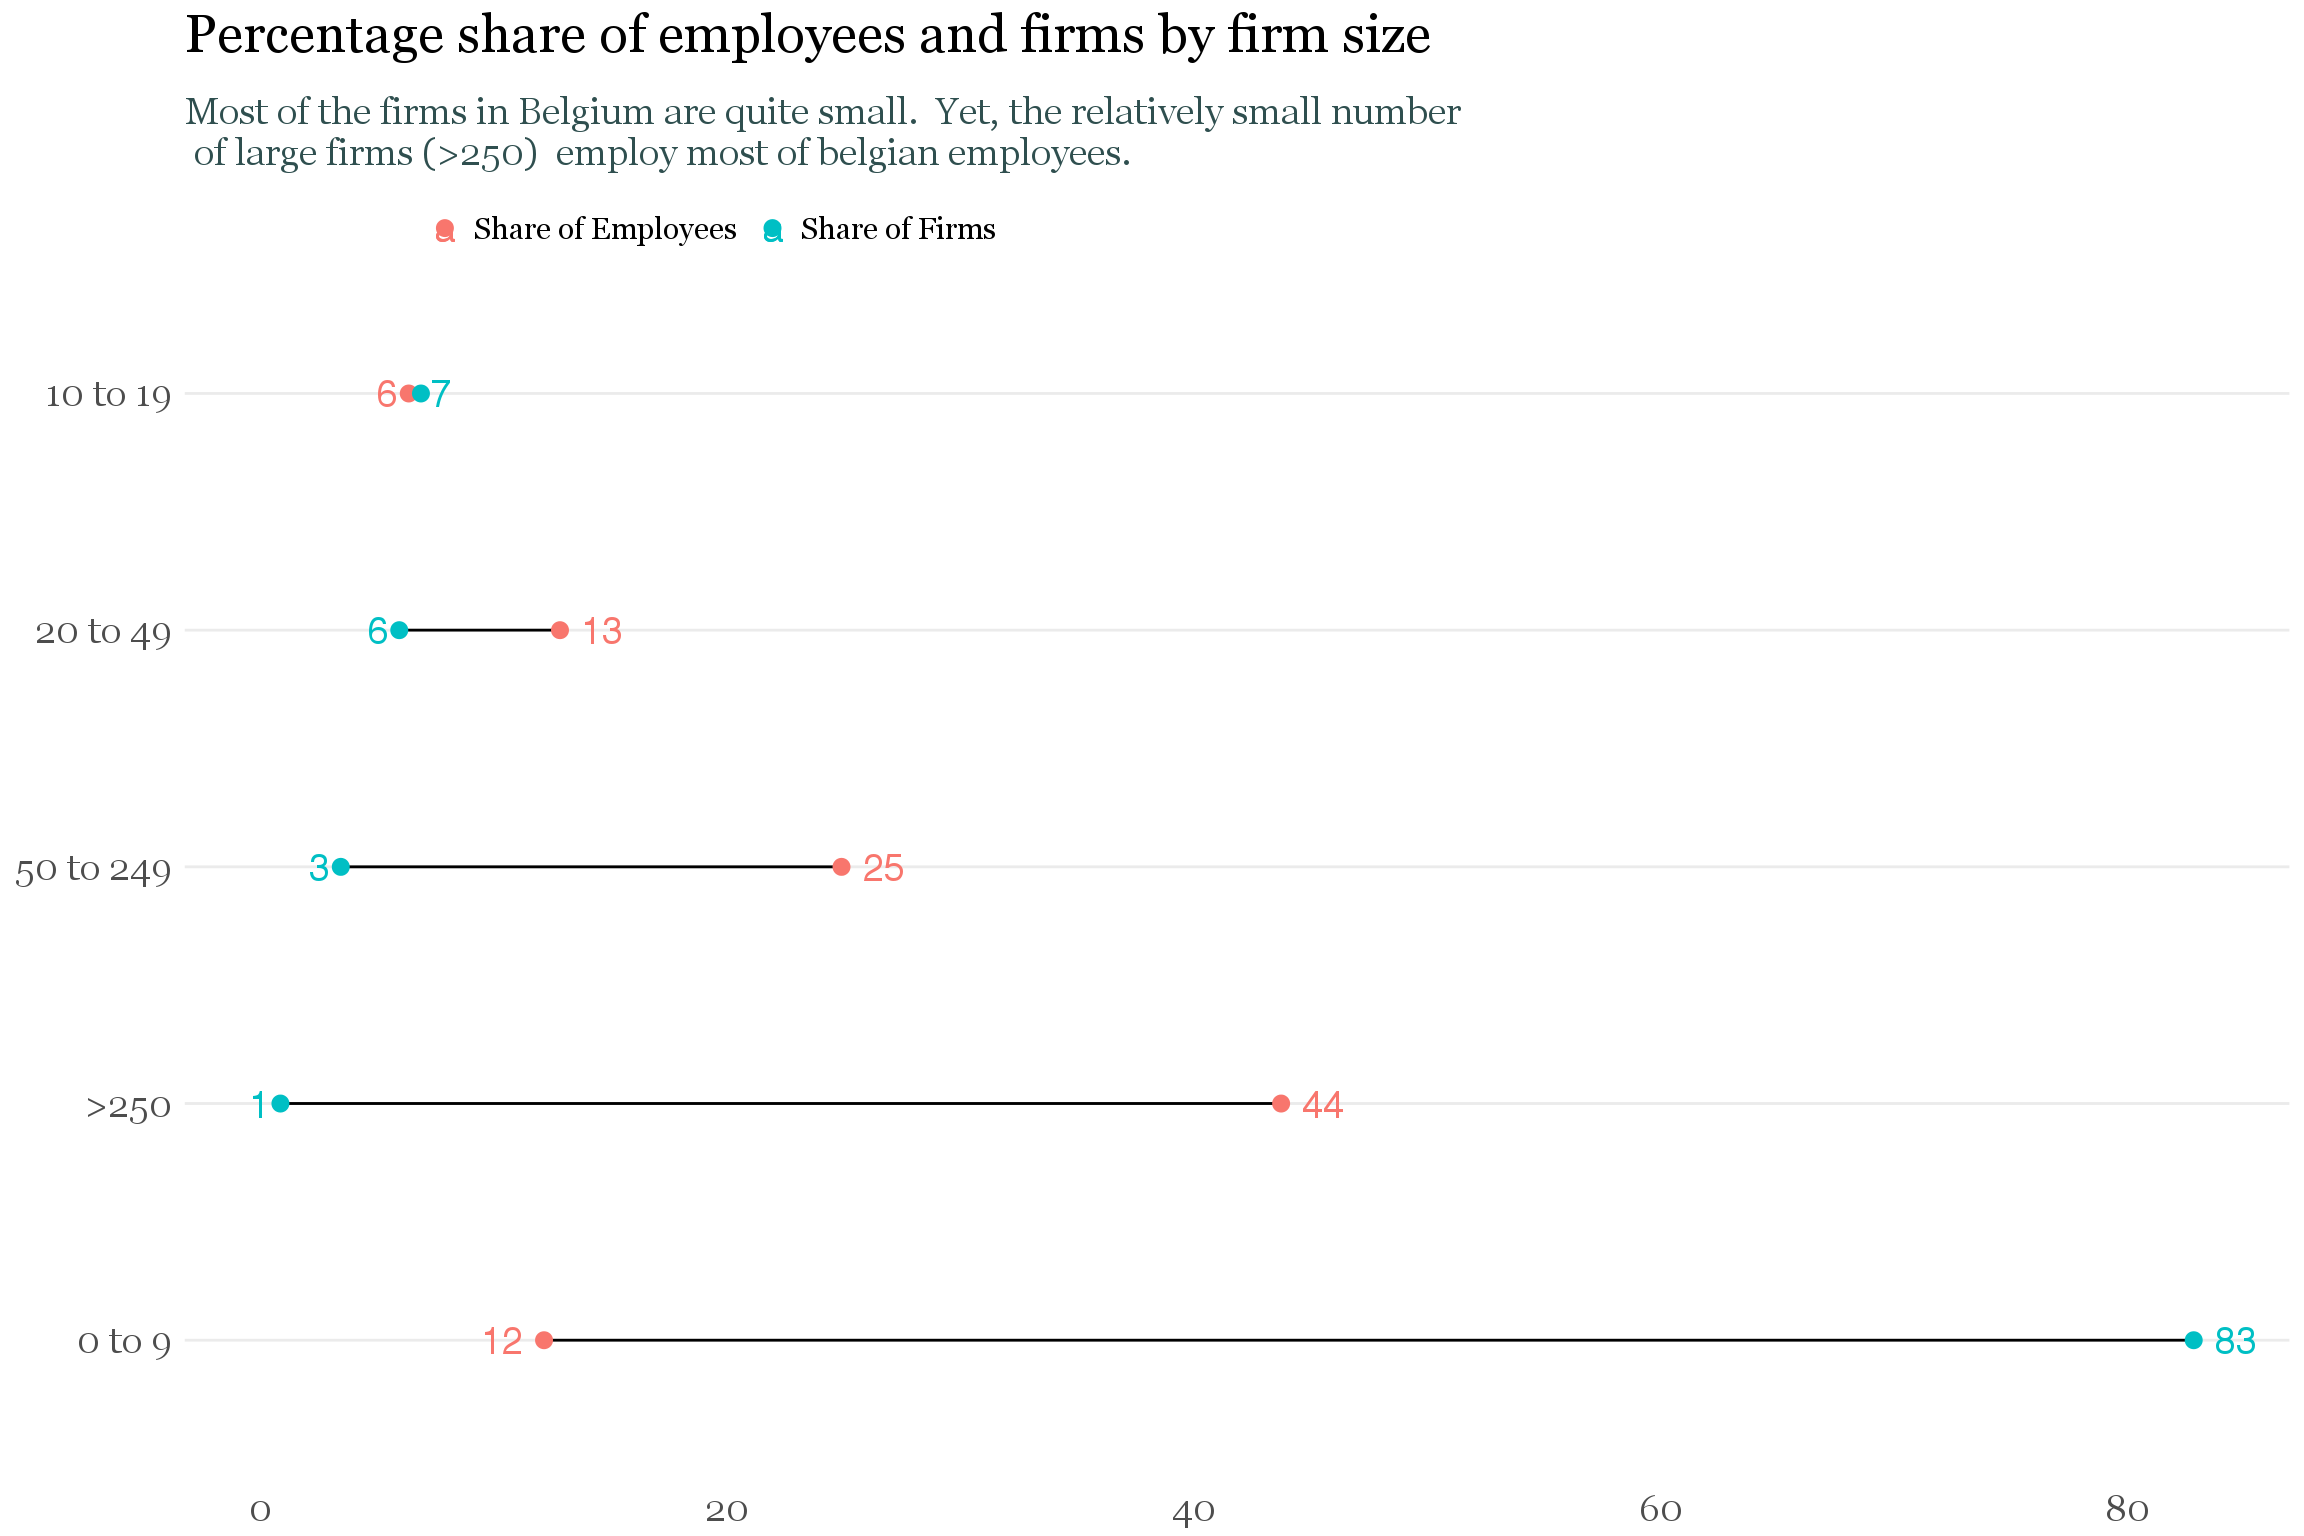 Percentage share of employees and firms by firm size
Most of the firms in Belgium are quite small.  Yet, the relatively small number
of large firms (>250)  employ most of belgian employees.
a Share of Employees a Share of Firms
10 to 19 6 7
20 to 49 6 13
50 to 249 3 25
>250 1 44
0 to 9 12 83
0 20 40 60 80